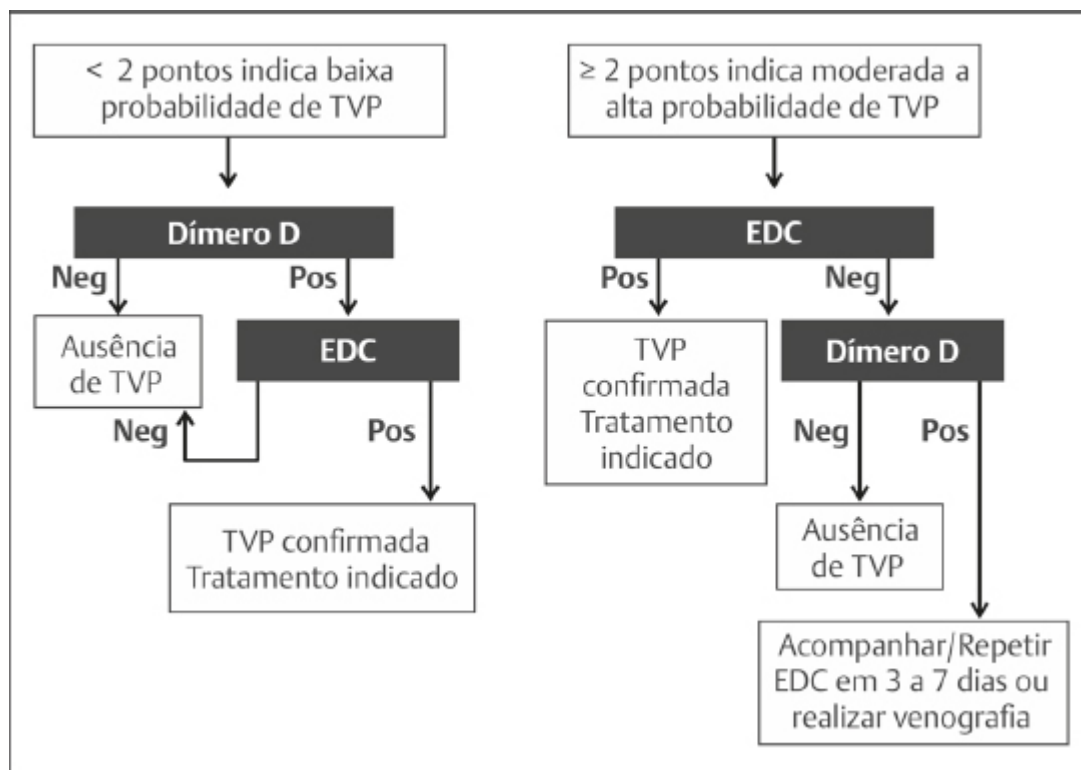 < 2 pontos indica baixa
probabilidade de TVP
Dímero D
Neg
Pos
Ausência
de TVP
EDC
Neg
Pos
TVP confirmada
Tratamento indicado
≥ 2 pontos indica moderada a
alta probabilidade de TVP
EDC
Pos
Neg
TVP
confirmada
Tratamento
indicado
Dímero D
Neg
Pos
Ausência
de TVP
Acompanhar/Repetir
EDC em 3 a 7 dias ou
realizar venografia